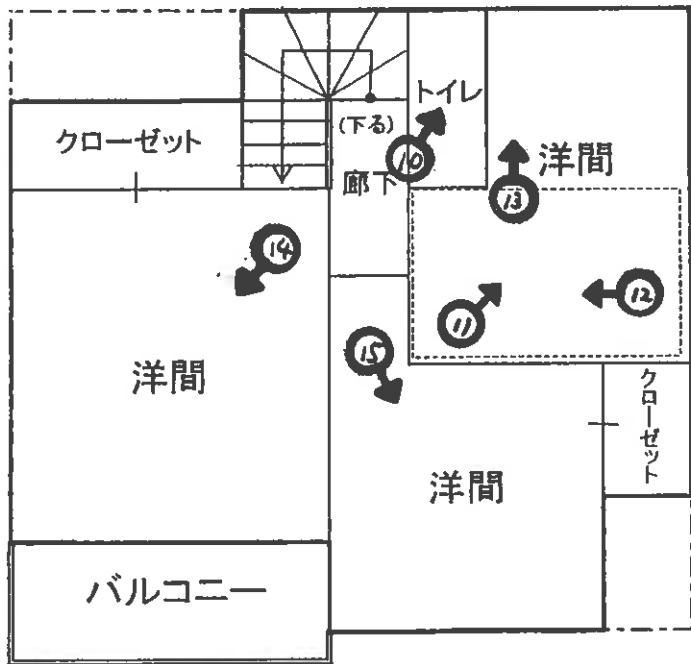 トイレ
クローゼット
(下る)
⑩
洋間
廊下
⑬
⑭
⑫
⑪
⑮
洋間
クローゼット
洋間
バルコニー